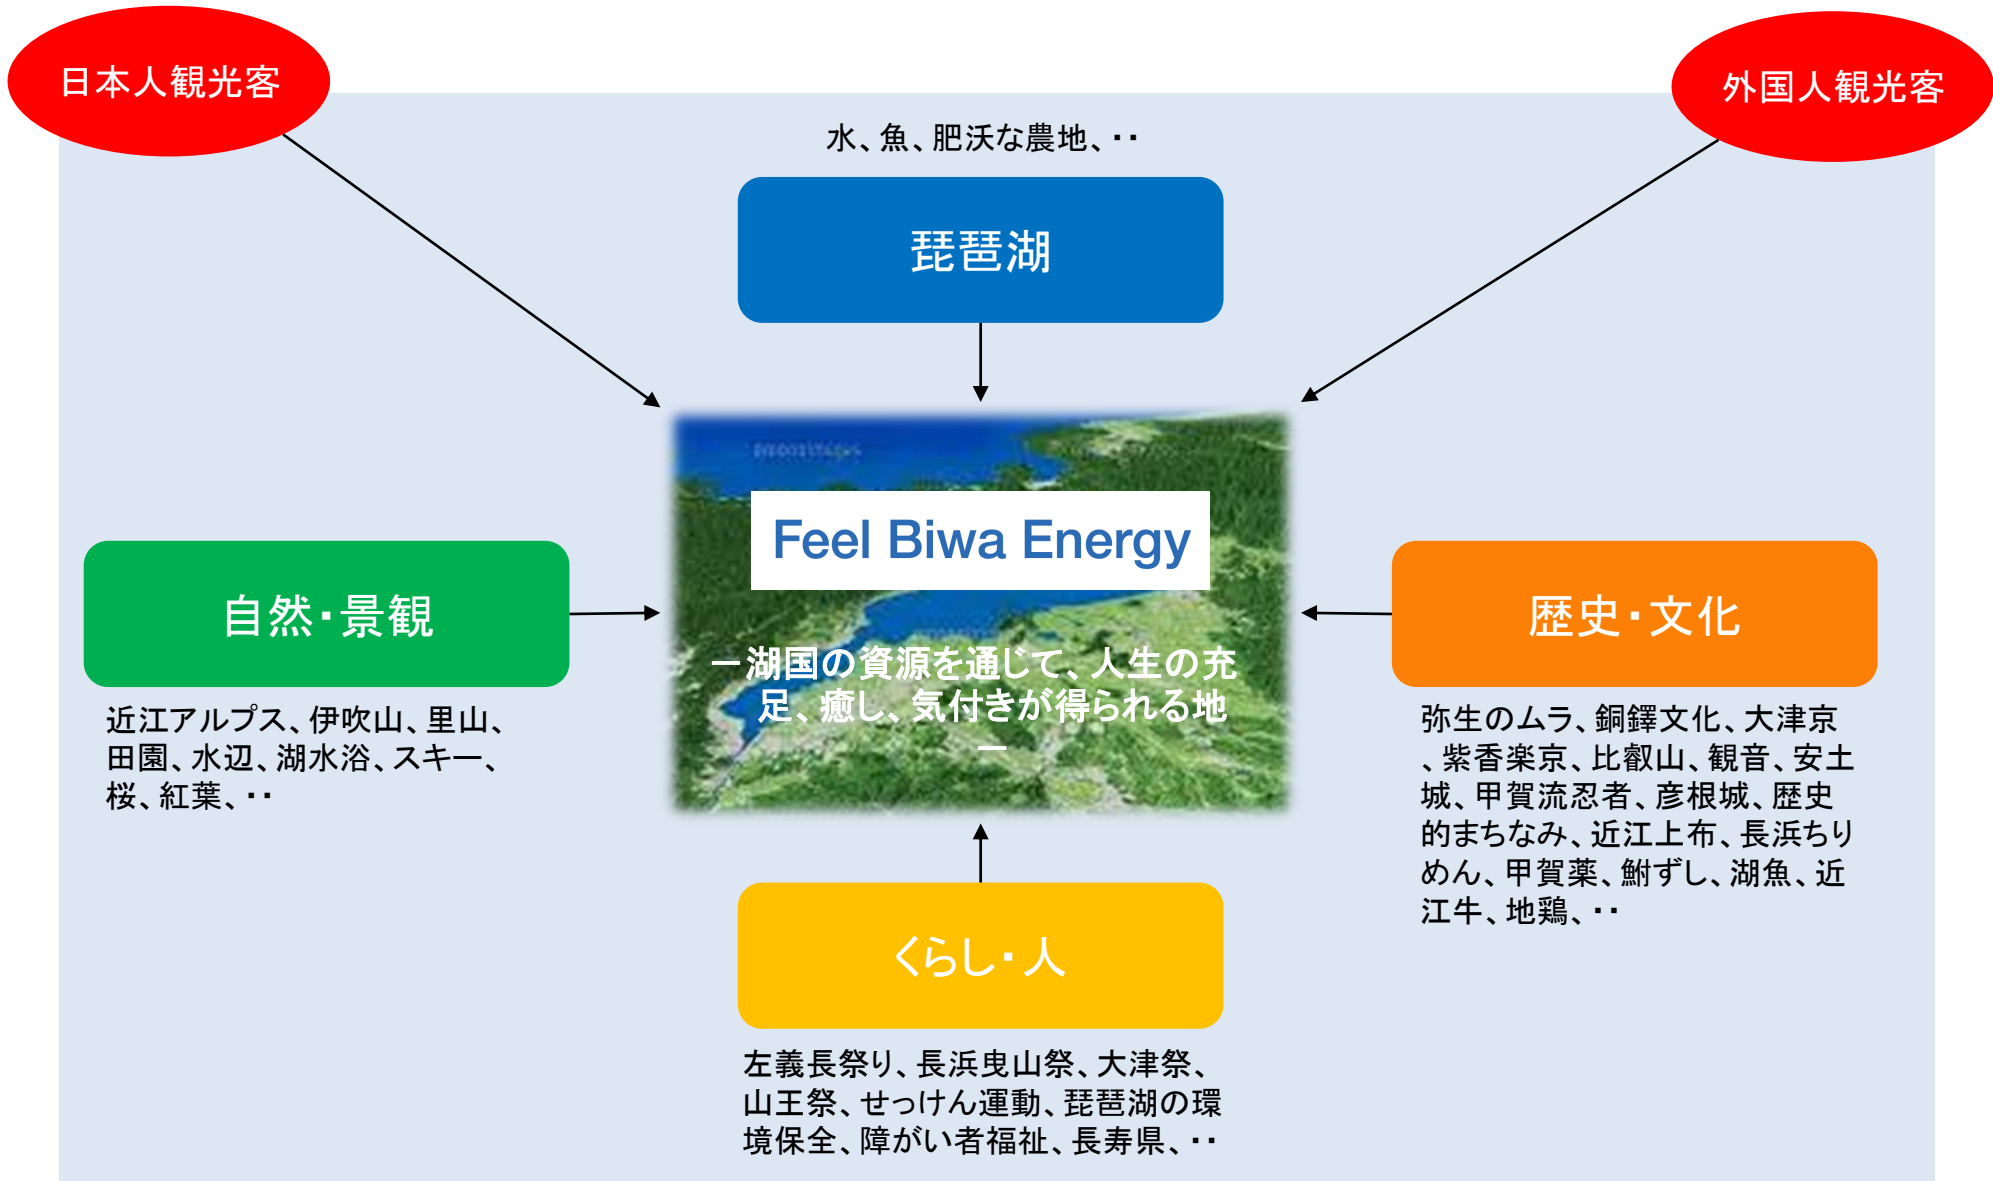 日本人観光客
外国人観光客
水、魚、肥沃な農地、・・
琵琶湖
Feel Biwa Energy
自然・景観
歴史・文化
－湖国の資源を通じて、人生の充
足、癒し、気付きが得られる地
－
近江アルプス、伊吹山、里山、
田園、水辺、湖水浴、スキー、
桜、紅葉、・・
弥生のムラ、銅鐸文化、大津京
、紫香楽京、比叡山、観音、安土
城、甲賀流忍者、彦根城、歴史
的まちなみ、近江上布、長浜ちり
めん、甲賀薬、鮒ずし、湖魚、近
江牛、地鶏、・・
くらし・人
左義長祭り、長浜曳山祭、大津祭、
山王祭、せっけん運動、琵琶湖の環
境保全、障がい者福祉、長寿県、・・